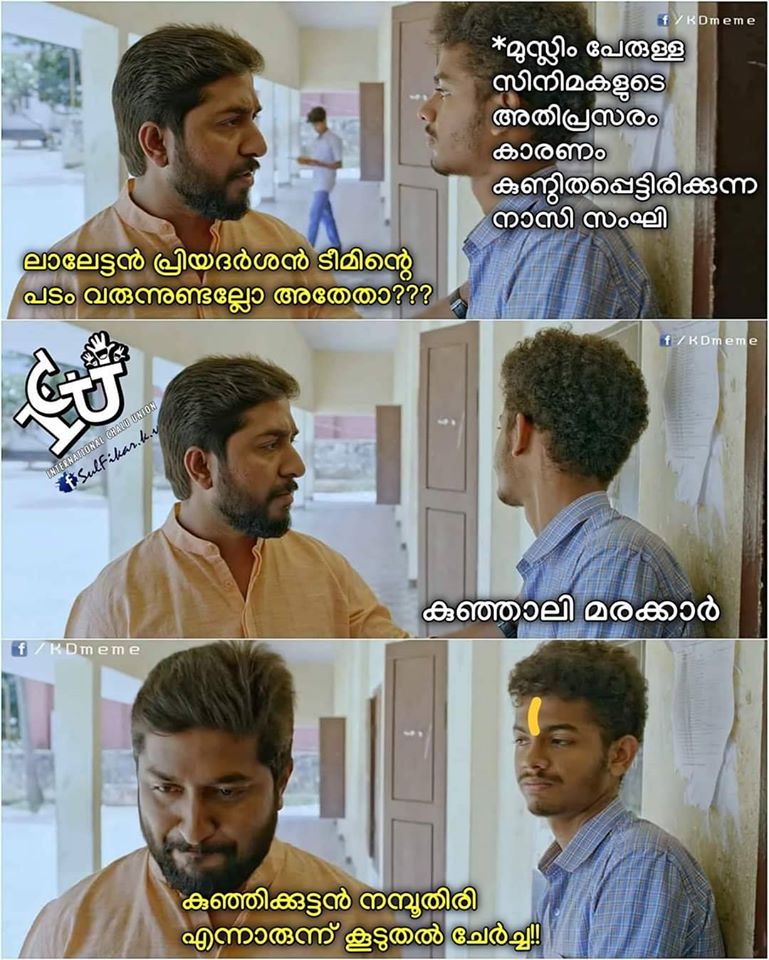 f /KDmeme
*മുസ്ലിം പേരുള്ള
സിനിമകളുടെ
അതിപ്രസരം
കാരണം
കുണ്ഠിതപ്പെട്ടിരിക്കുന്ന
നാസി സംഘി
ലാലേട്ടൻ പ്രിയദർശൻ ടീമിന്റെ
പടം വരുന്നുണ്ടല്ലോ അതേതാ???
f /KDmeme
ICU
INTERNATIONAL CHALU UNION
f Sulfikar.k.v
കുഞ്ഞാലി മരക്കാർ
f /KDmeme
കുഞ്ഞിക്കുട്ടൻ നമ്പൂതിരി
എന്നാരുന്ന് കൂടുതൽ ചേർച്ച!!